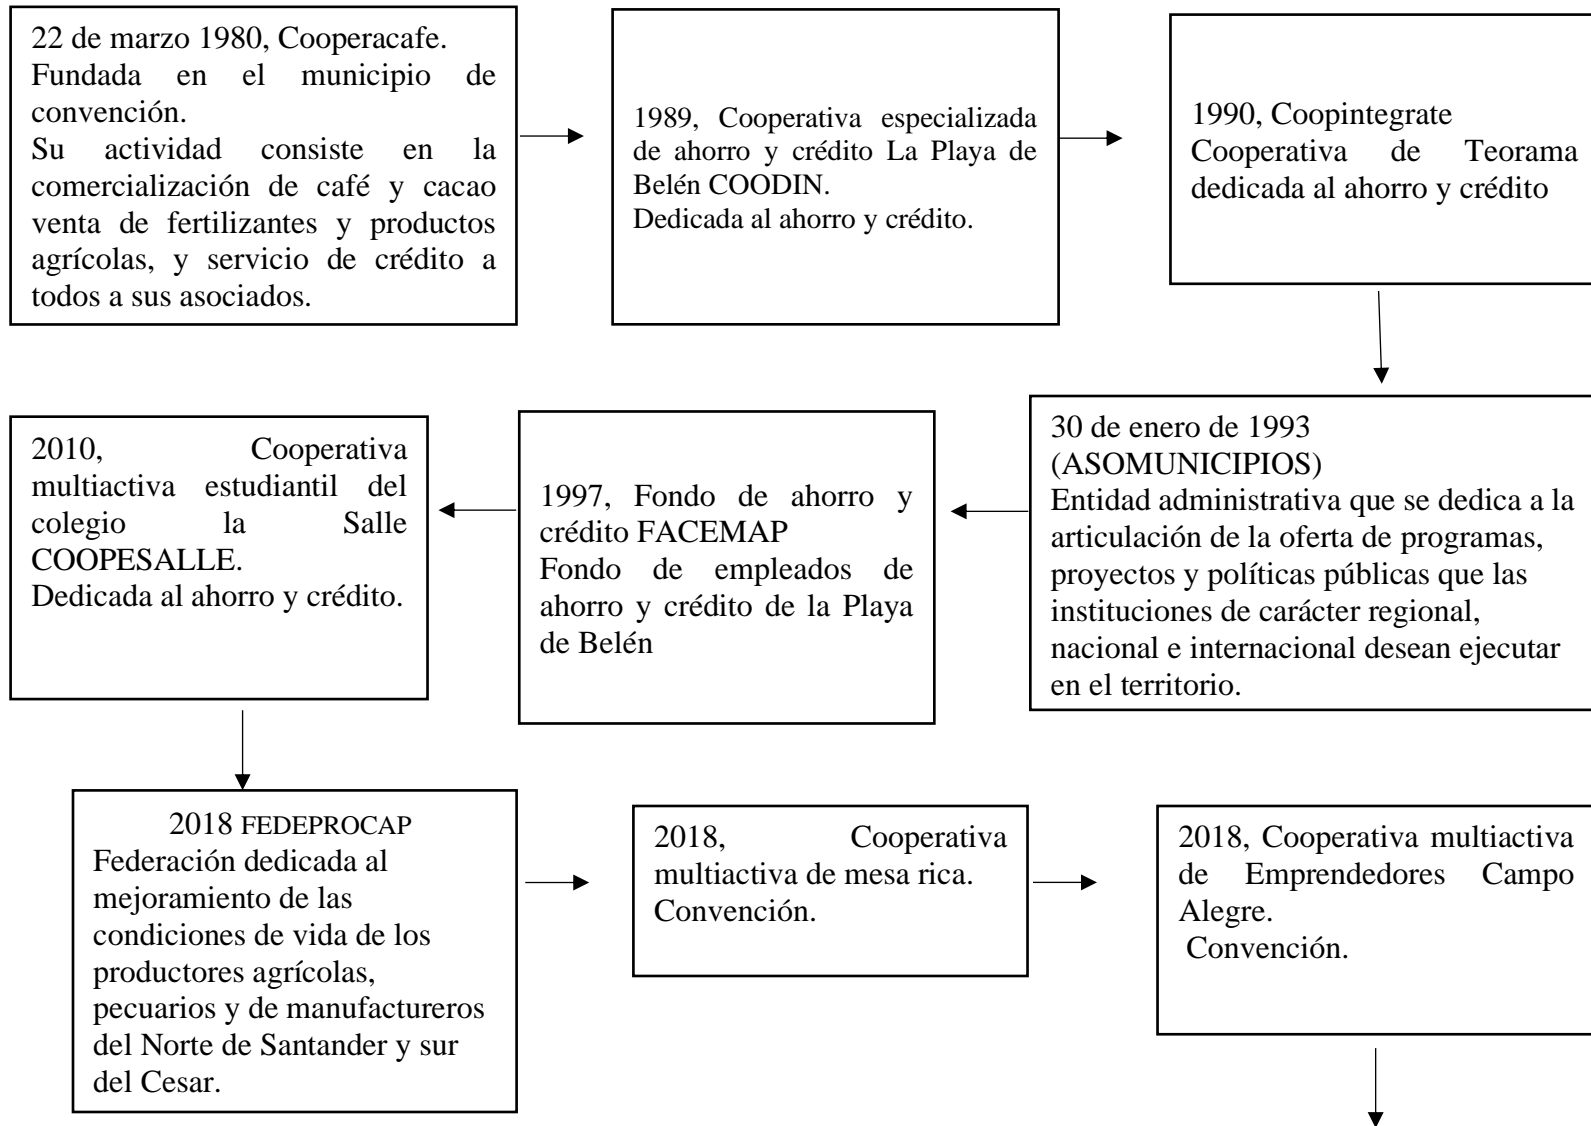 22 de marzo 1980, Cooperacafe.
Fundada en el municipio de
convención.
Su actividad consiste en la
comercialización de café y cacao
venta de fertilizantes y productos
agrícolas, y servicio de crédito a
todos a sus asociados.
1989, Cooperativa especializada
de ahorro y crédito La Playa de
Belén COODIN.
Dedicada al ahorro y crédito.
1990, Coopintegrate
Cooperativa de Teorama
dedicada al ahorro y crédito
30 de enero de 1993
(ASOMUNICIPIOS)
Entidad administrativa que se dedica a la
articulación de la oferta de programas,
proyectos y políticas públicas que las
instituciones de carácter regional,
nacional e internacional desean ejecutar
en el territorio.
1997, Fondo de ahorro y
crédito FACEMAP
Fondo de empleados de
ahorro y crédito de la Playa
de Belén
2010, Cooperativa
multiactiva estudiantil del
colegio la Salle
COOPESALLE.
Dedicada al ahorro y crédito.
2018 FEDEPROCAP
Federación dedicada al
mejoramiento de las
condiciones de vida de los
productores agrícolas,
pecuarios y de manufactureros
del Norte de Santander y sur
del Cesar.
2018, Cooperativa
multiactiva de mesa rica.
Convención.
2018, Cooperativa multiactiva
de Emprendedores Campo
Alegre.
Convención.